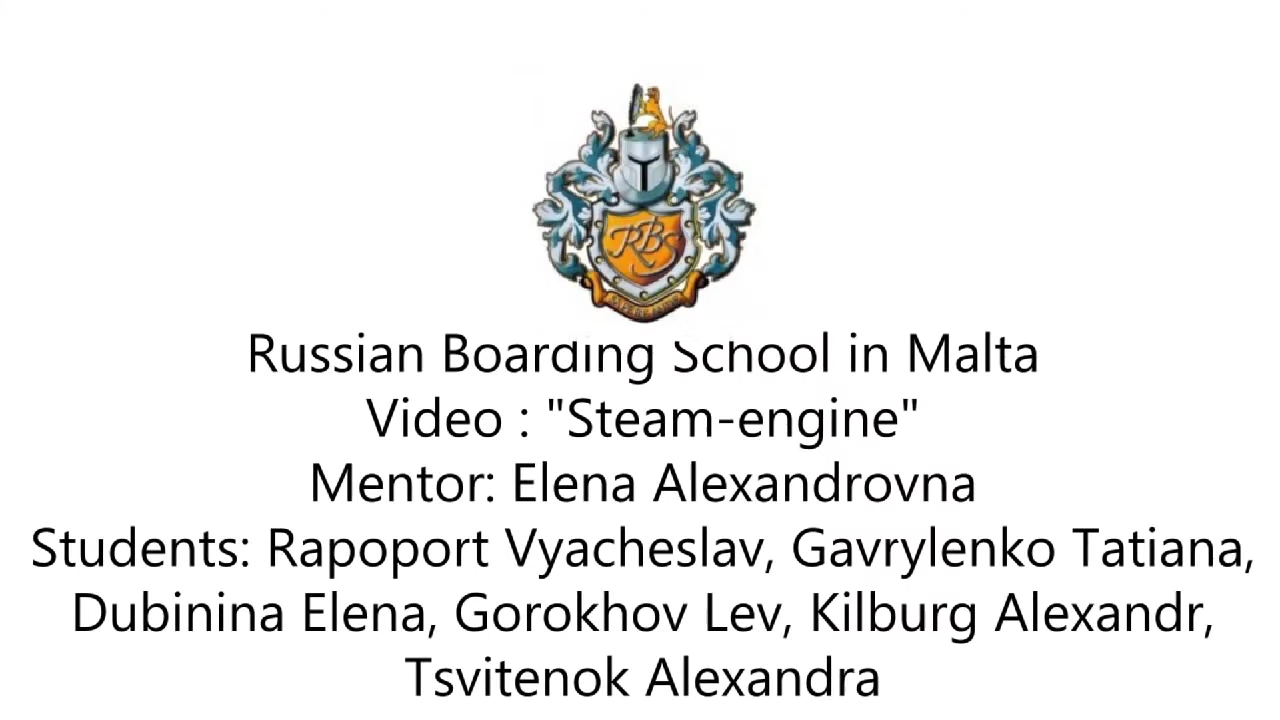 RBS
Russian Boarding School in Malta
Video : "Steam-engine"
Mentor: Elena Alexandrovna
Students: Rapoport Vyacheslav, Gavrylenko Tatiana,
Dubinina Elena, Gorokhov Lev, Kilburg Alexandr,
Tsvitenok Alexandra